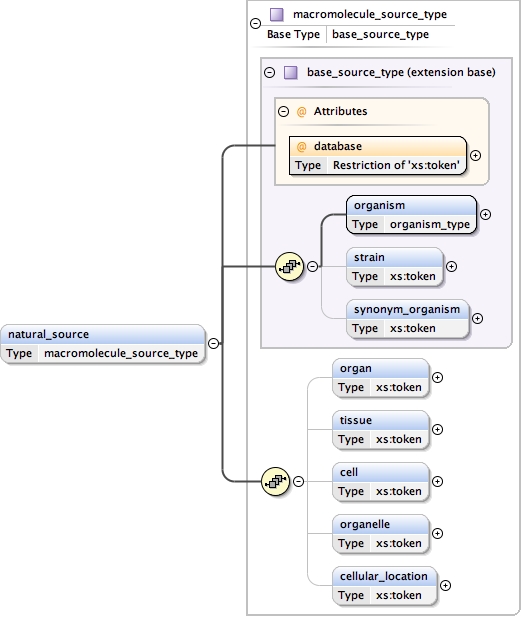 macromolecule_source_type
Base Type base_source_type
base_source_type (extension base)
@ Attributes
@ database
Type Restriction of 'xs:token'
organism
Type organism_type
strain
Type xs:token
synonym_organism
Type xs:token
natural_source
Type macromolecule_source_type
organ
Type xs:token
tissue
Type xs:token
cell
Type xs:token
organelle
Type xs:token
cellular_location
Type xs:token